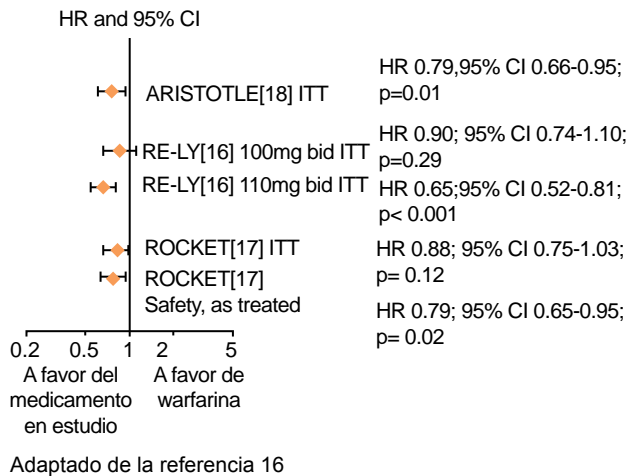 HR and 95% CI
ARISTOTLE[18] ITT
HR 0.79,95% CI 0.66-0.95;
p=0.01
RE-LY[16] 100mg bid ITT
HR 0.90; 95% CI 0.74-1.10;
p=0.29
RE-LY[16] 110mg bid ITT
HR 0.65;95% CI 0.52-0.81;
p< 0.001
ROCKET[17] ITT
HR 0.88; 95% CI 0.75-1.03;
p= 0.12
ROCKET[17]
Safety, as treated
HR 0.79; 95% CI 0.65-0.95;
p= 0.02
0.2 0.5 1 2 5
A favor del
medicamento
en estudio
A favor de
warfarina
Adaptado de la referencia 16